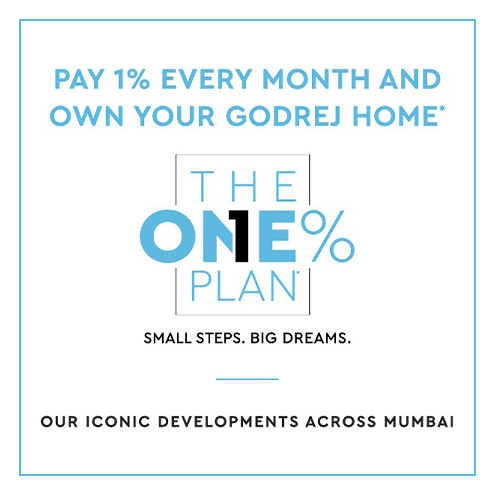 PAY 1% EVERY MONTH AND
OWN YOUR GODREJ HOME*
THE
ONE%
PLAN*
SMALL STEPS. BIG DREAMS.
OUR ICONIC DEVELOPMENTS ACROSS MUMBAI